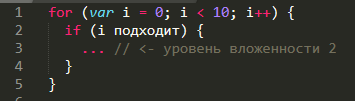 1 for (var i = 0; i < 10; i++) {
2   if (i подходит) {
3     ... // <- уровень вложенности 2
4   }
5 }